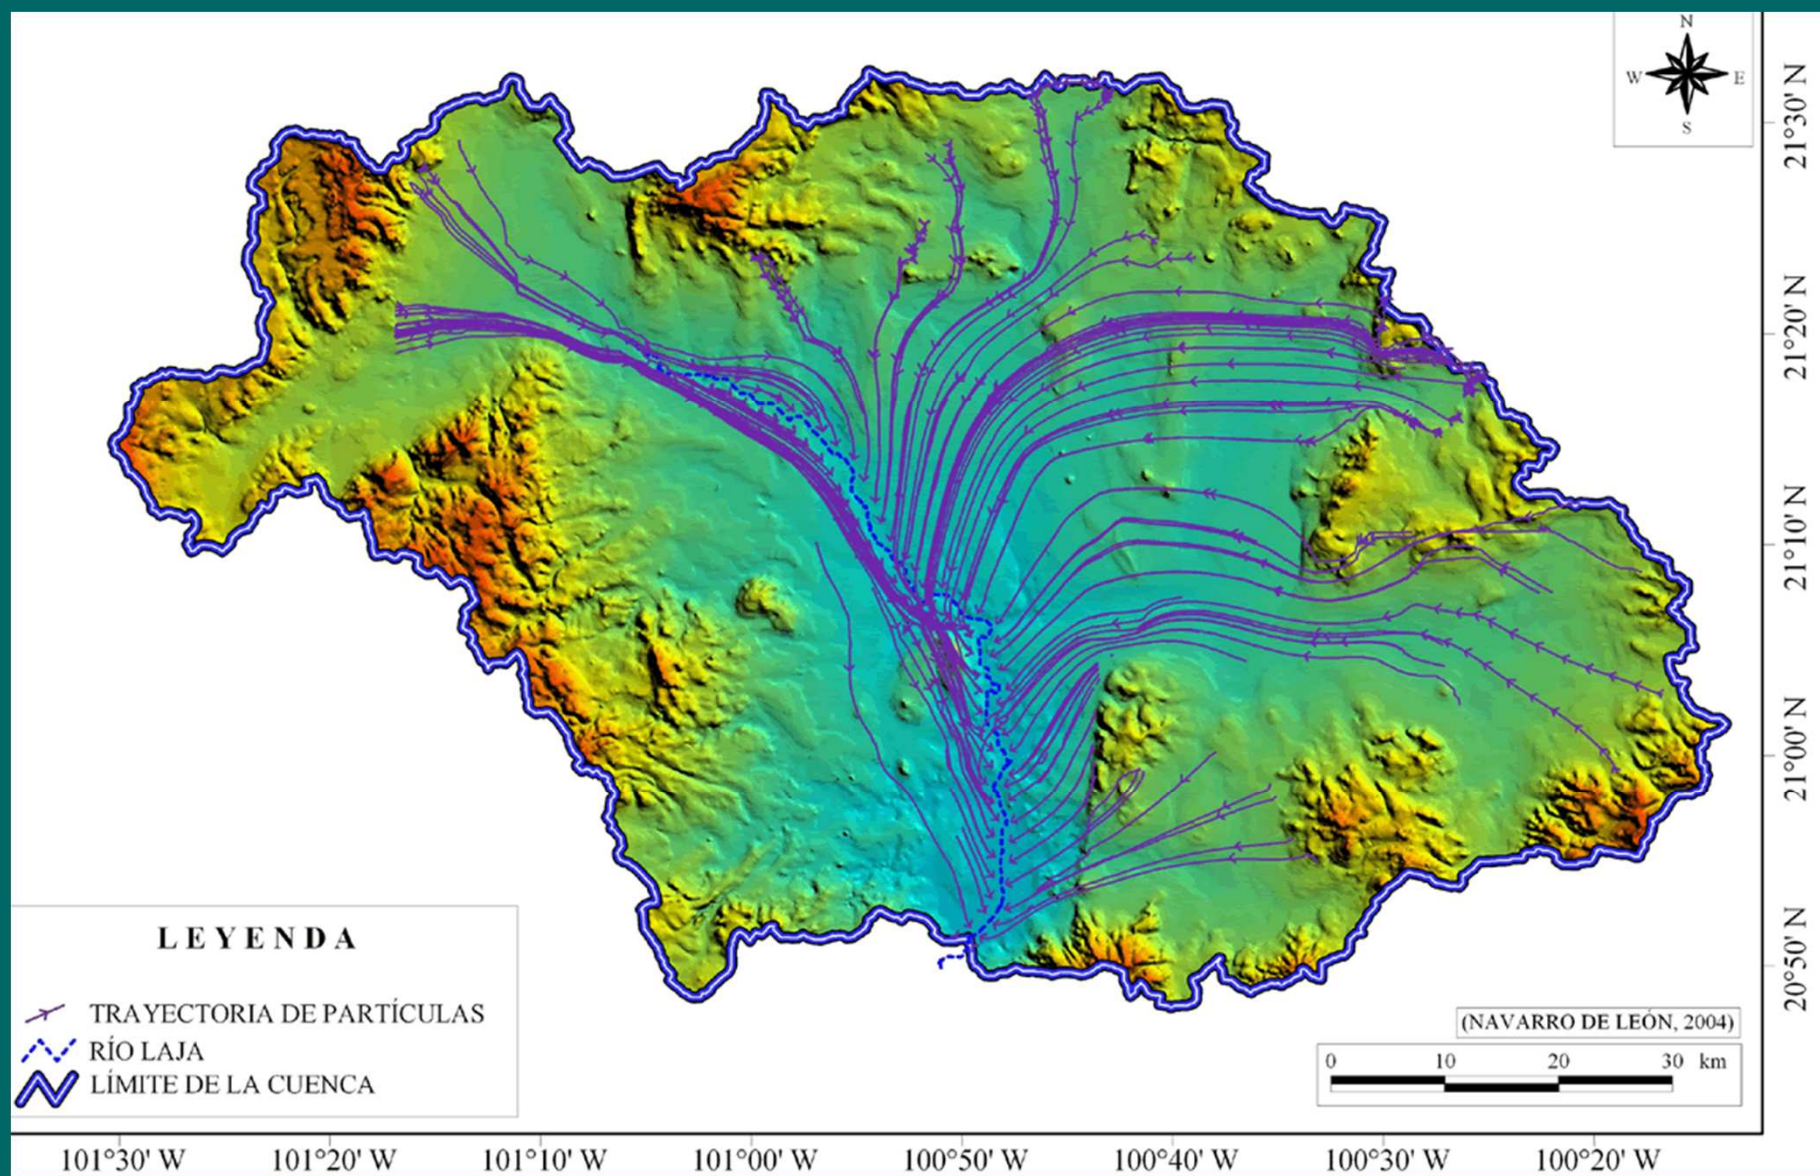 N
W E
S
21°30' N
21°20' N
21°10' N
21°00' N
20°50' N
LEYENDA
TRAYECTORIA DE PARTÍCULAS
RÍO LAJA
LÍMITE DE LA CUENCA
(NAVARRO DE LEÓN, 2004)
0 10 20 30 km
101°30' W 101°20' W 101°10' W 101°00' W 100°50' W 100°40' W 100°30' W 100°20' W